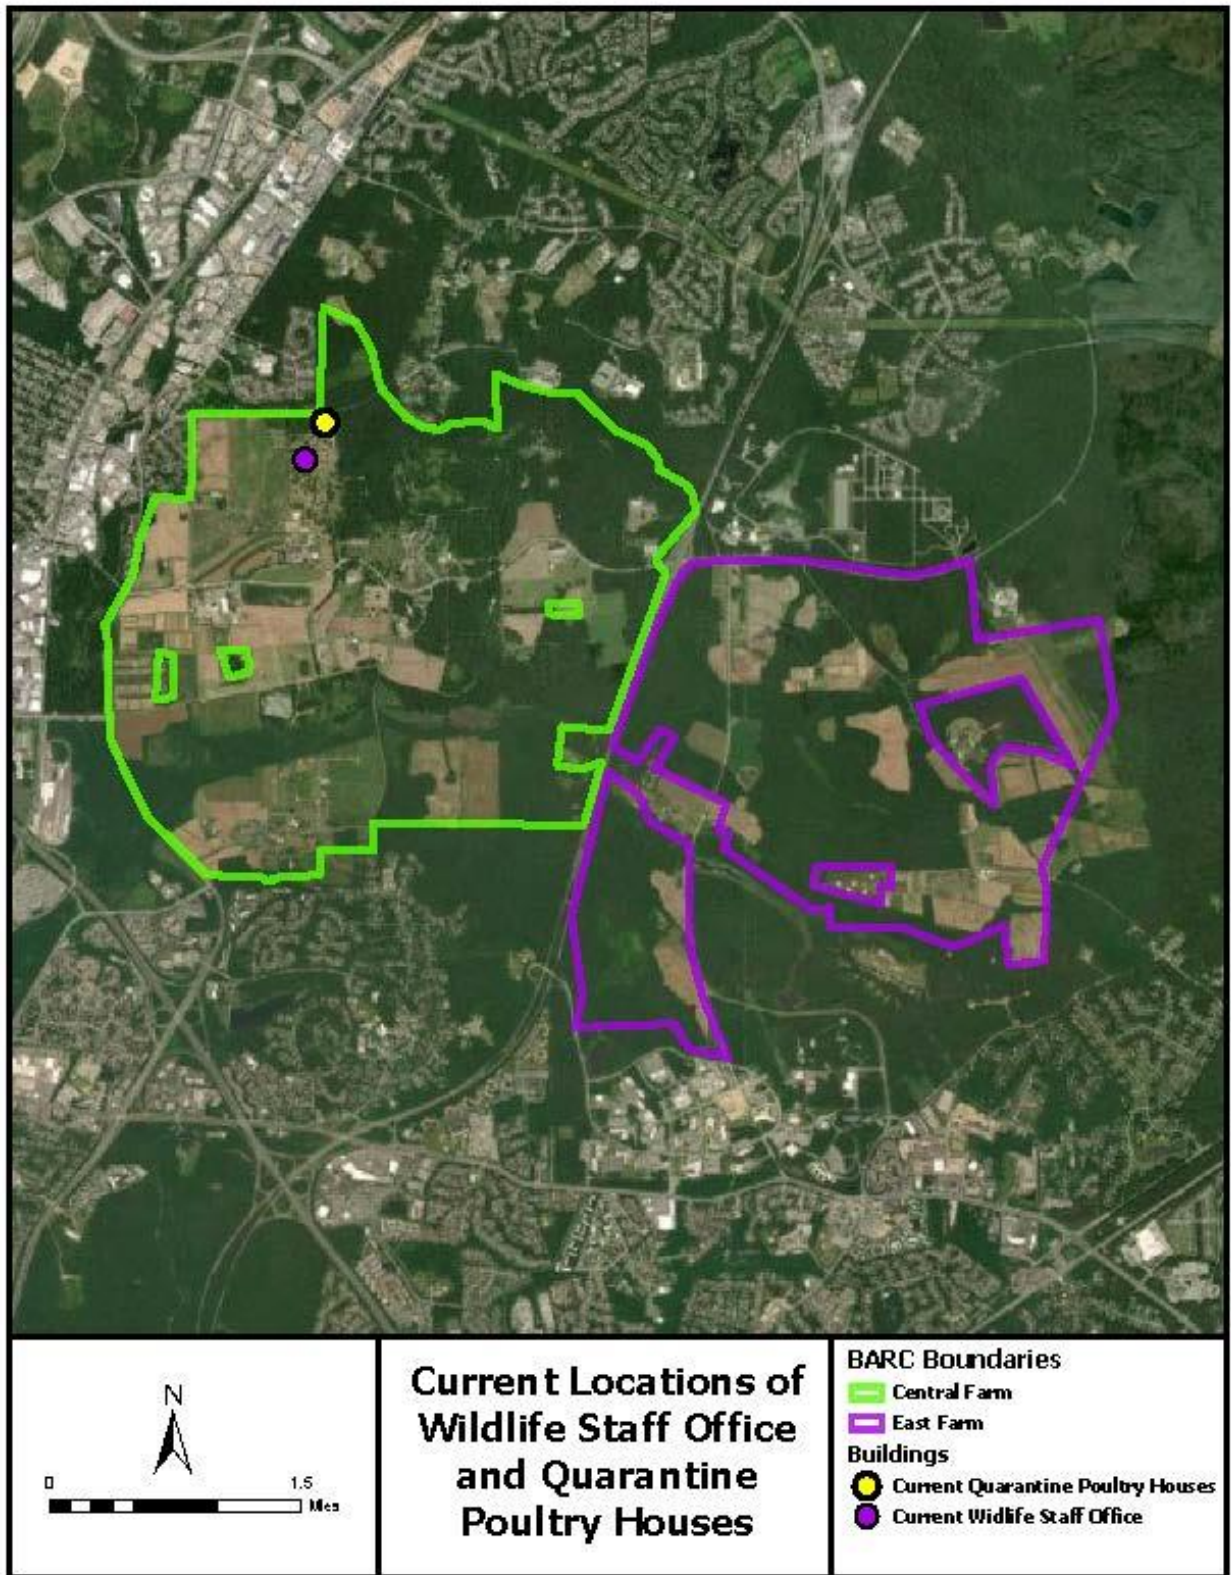 N
0 1.5
Miles
Current Locations of
Wildlife Staff Office
and Quarantine
Poultry Houses
BARC Boundaries
Central Farm
East Farm
Buildings
Current Quarantine Poultry Houses
Current Widlife Staff Office